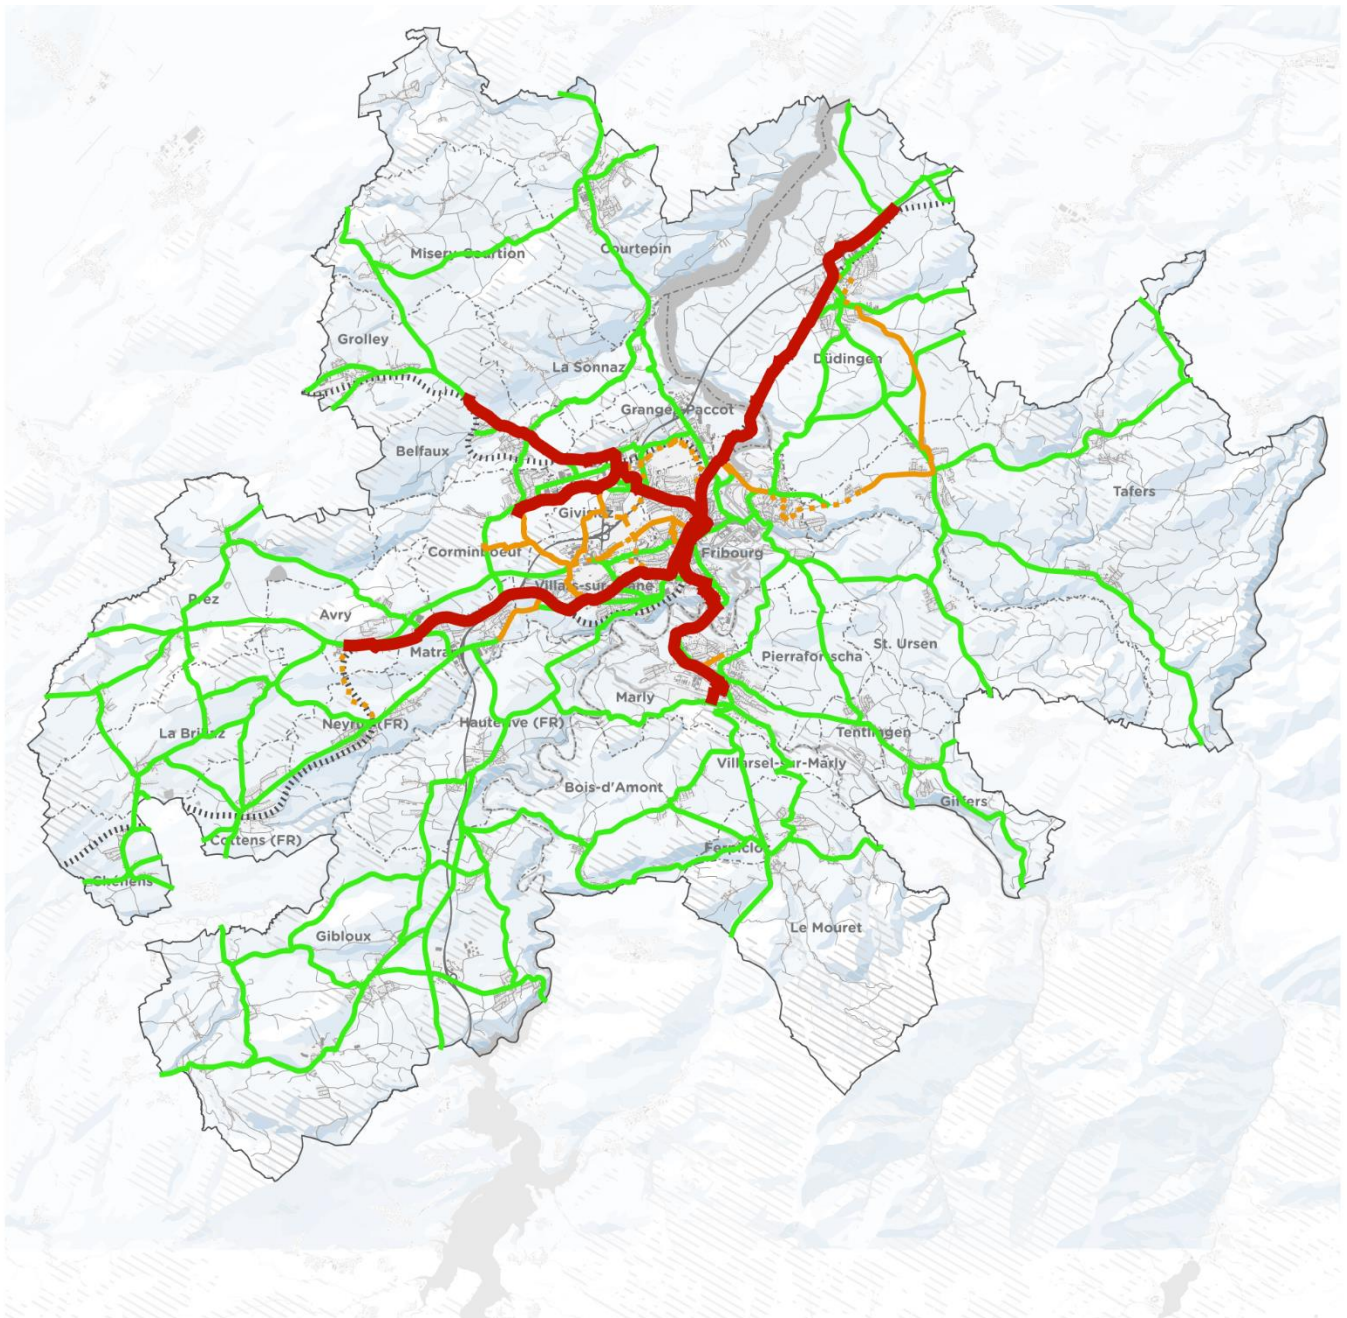 Courtepin
Misery-Courtion
Grolley
Düdingen
La Sonnaz
Granges-Paccot
Belfaux
Tafers
Givisiez
Corminboeuf
Fribourg
Villars-sur-Glâne
Prez
Avry
St. Ursen
Matran
Pierrafortscha
Marly
Neyruz (FR)
Hauterive (FR)
La Brillaz
Tentlingen
Villarsel-sur-Marly
Bois-d'Amont
Giffers
Cottens (FR)
Ferpicloz
Chénens
Gibloux
Le Mouret